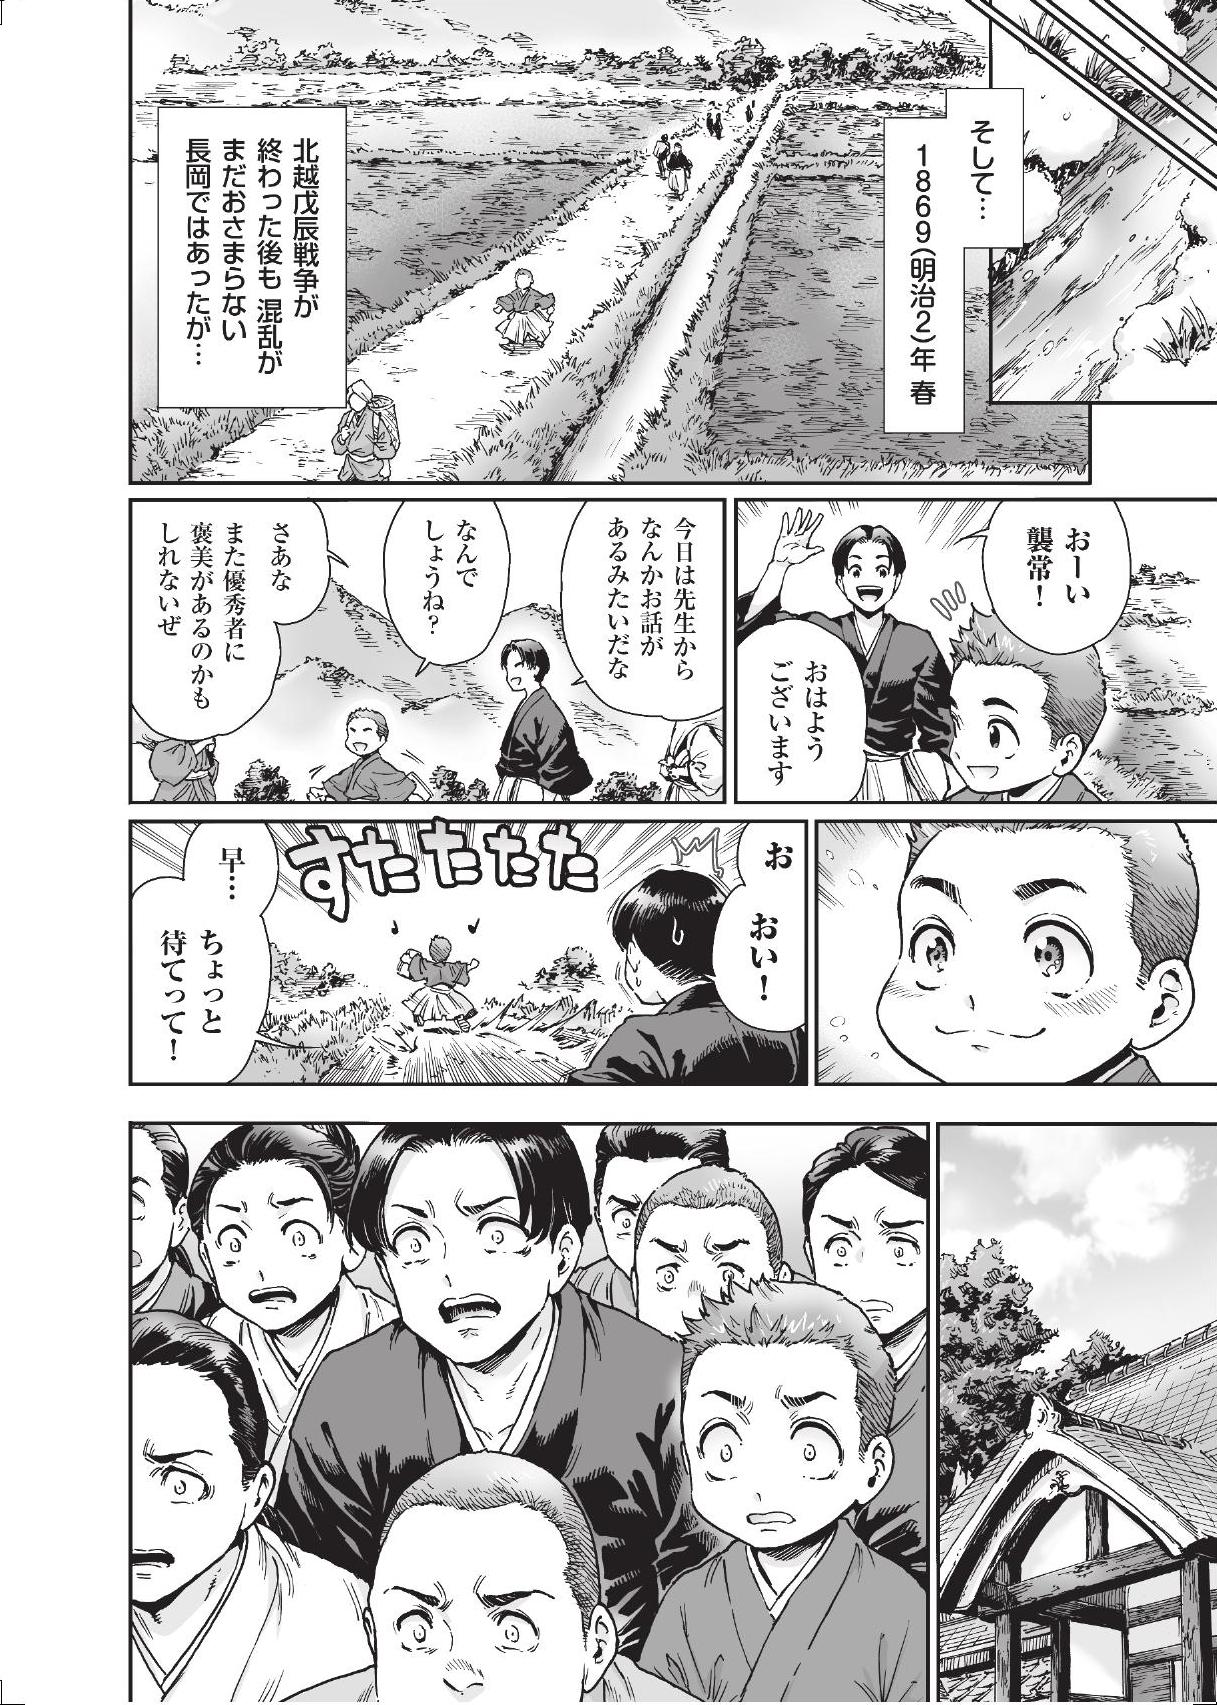 そして…
1869(明治2)年 春
北越戊辰戦争が
終わった後も 混乱が
まだおさまらない
長岡ではあったが…
おーい
襲常!
おはよう
ございます
今日は先生から
なんかお話が
あるみたいだな
なんで
しょうね?
さあな
また優秀者に
褒美があるのかも
しれないぜ
お おい!
すたたたた
早…
ちょっと
待てって!